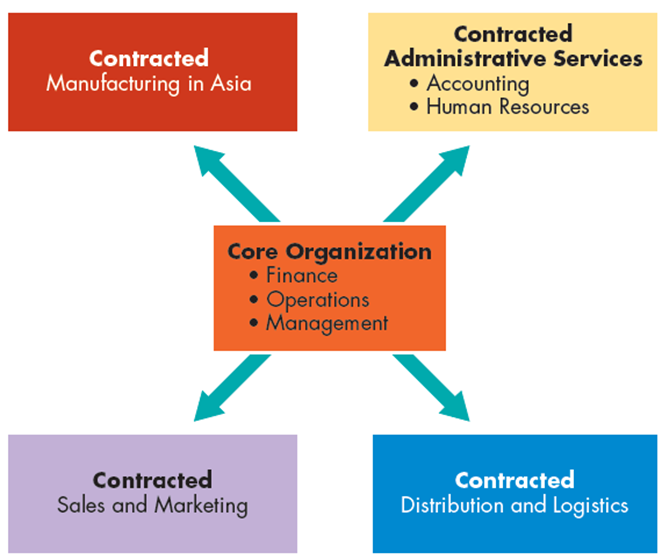 Contracted
Manufacturing in Asia
Contracted
Administrative Services
• Accounting
• Human Resources
Core Organization
• Finance
• Operations
• Management
Contracted
Sales and Marketing
Contracted
Distribution and Logistics